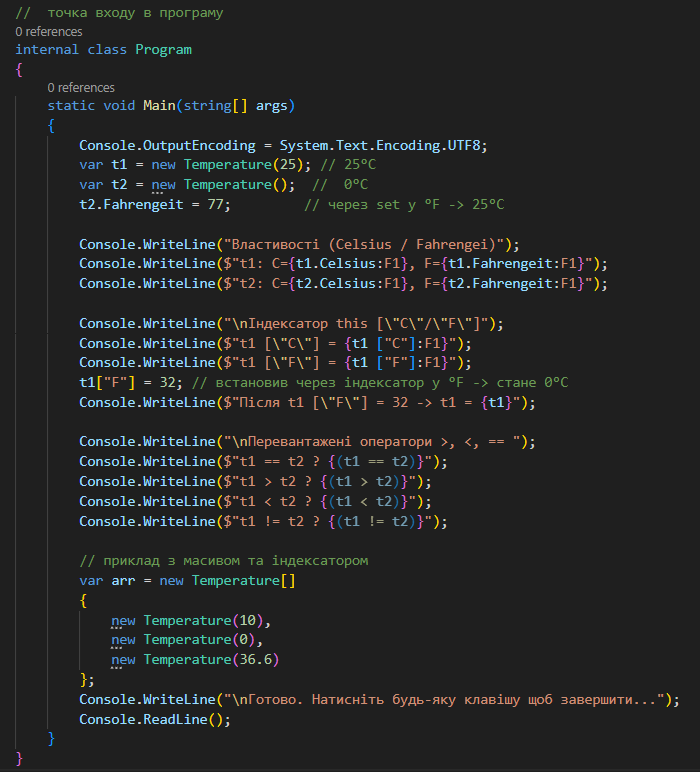 //  точка входу в програму
0 references
internal class Program
{
0 references
static void Main(string[] args)
{
Console.OutputEncoding = System.Text.Encoding.UTF8;
var t1 = new Temperature(25); // 25°C
var t2 = new Temperature();  //  0°C
t2.Fahrengeit = 77;         // через set у °F -> 25°C
Console.WriteLine("Властивості (Celsius / Fahrengei)");
Console.WriteLine($"t1: C={t1.Celsius:F1}, F={t1.Fahrengeit:F1}");
Console.WriteLine($"t2: C={t2.Celsius:F1}, F={t2.Fahrengeit:F1}");
Console.WriteLine("\nІндексатор this [\"C\"/\"F\"]");
Console.WriteLine($"t1 [\"C\"] = {t1 ["C"]:F1}");
Console.WriteLine($"t1 [\"F\"] = {t1 ["F"]:F1}");
t1["F"] = 32; // встановив через індексатор у °F -> стане 0°C
Console.WriteLine($"Після t1 [\"F\"] = 32 -> t1 = {t1}");
Console.WriteLine("\nПеревантажені оператори >, <, == ");
Console.WriteLine($"t1 == t2 ? {(t1 == t2)}");
Console.WriteLine($"t1 > t2 ? {(t1 > t2)}");
Console.WriteLine($"t1 < t2 ? {(t1 < t2)}");
Console.WriteLine($"t1 != t2 ? {(t1 != t2)}");
// приклад з масивом та індексатором
var arr = new Temperature[]
{
new Temperature(10),
new Temperature(0),
new Temperature(36.6)
};
Console.WriteLine("\nГотово. Натисніть будь-яку клавішу щоб завершити...");
Console.ReadLine();
}
}